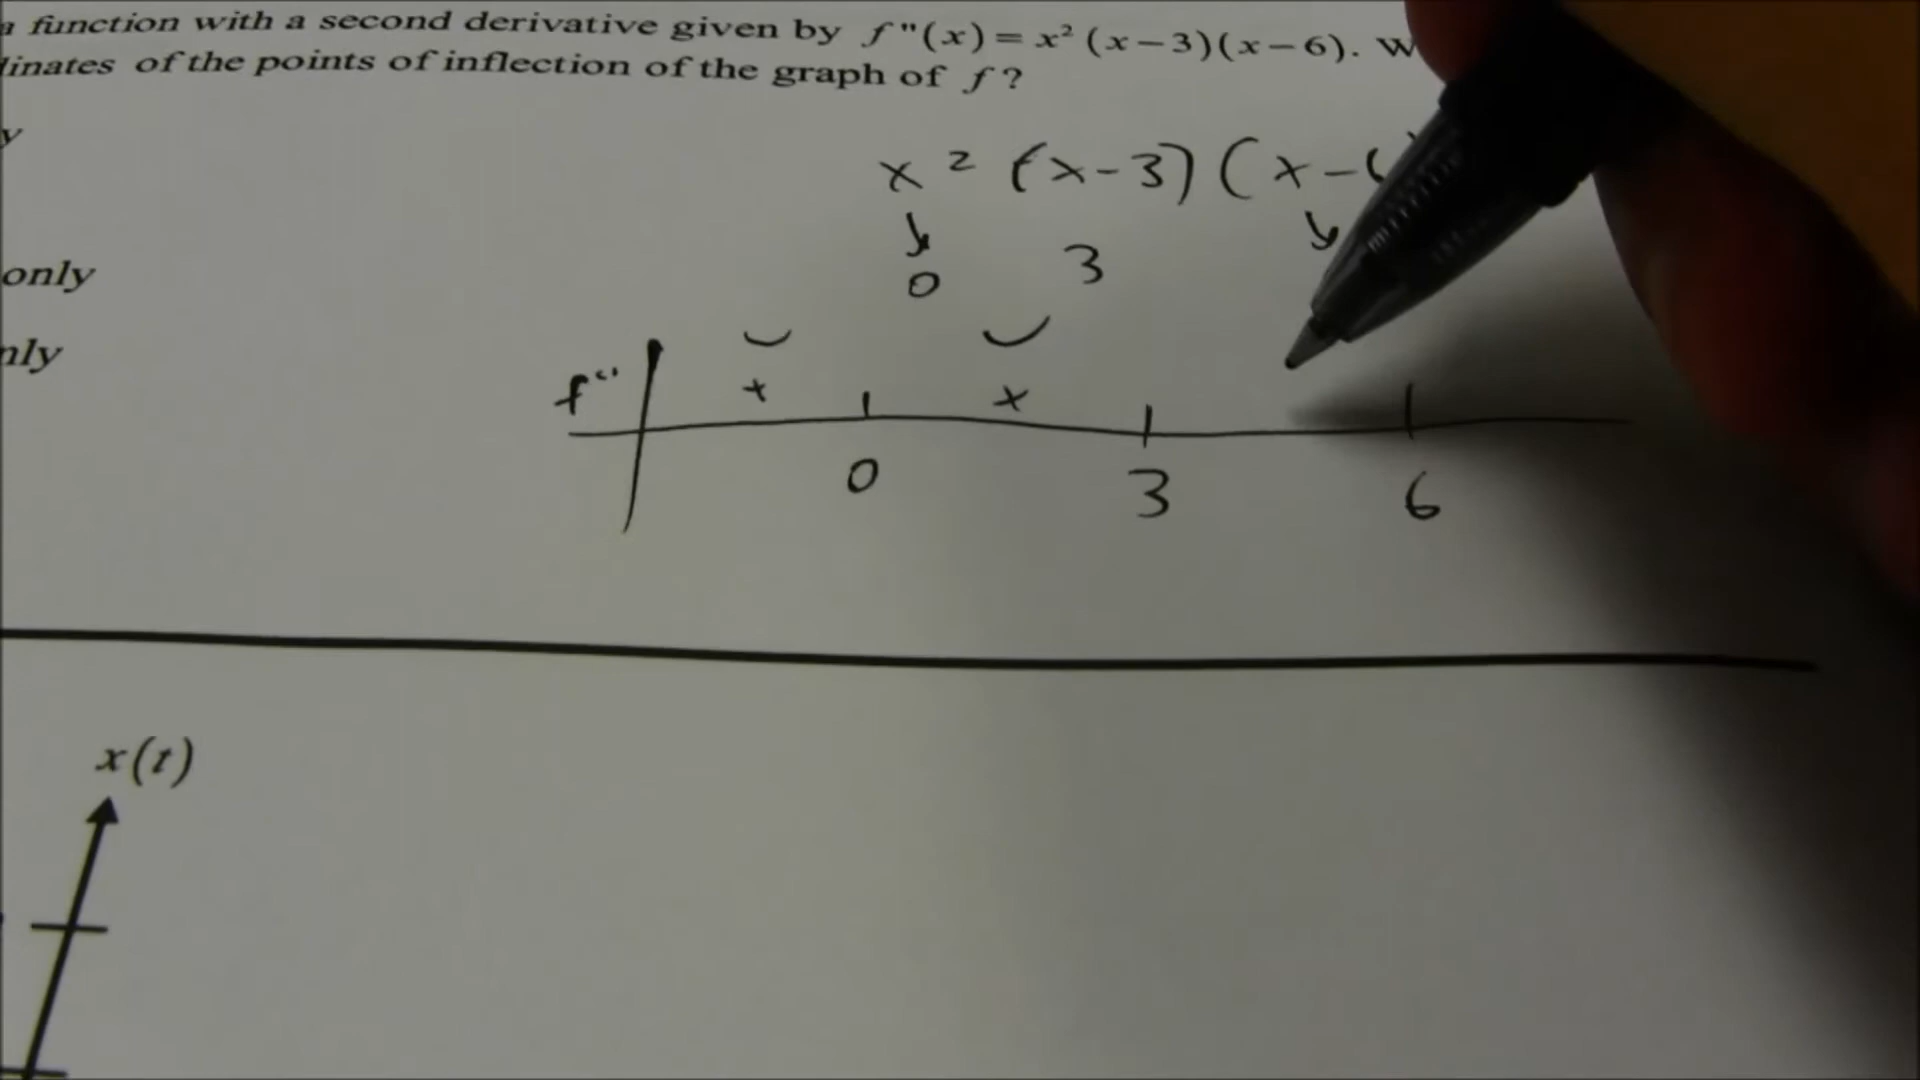 a function with a second derivative given by f "(x) = x² (x − 3)(x − 6). W
linates of the points of inflection of the graph of f ?
y
x² (x-3) (x-
0 3
only
nly
f"
+ +
0 3 6
x(t)